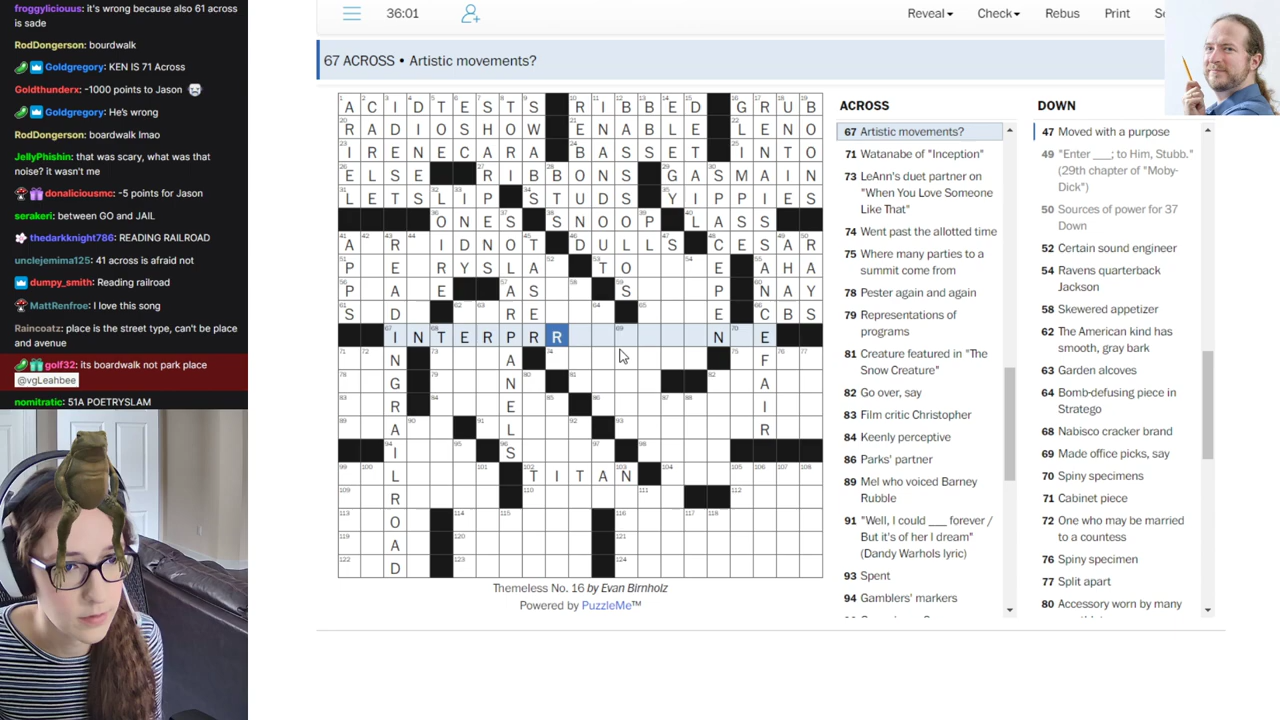 froggyliciouus: it's wrong because also 61 across
is sade
RodDongerson: bourdwalk
Goldgregory: KEN IS 71 Across
Goldthunderx: -1000 points to Jason
Goldgregory: He's wrong
RodDongerson: boardwalk lmao
JellyPhishin: that was scary, what was that
noise? it wasn't me
donaliciousmc: -5 points for Jason
serakeri: between GO and JAIL
thedarkknight786: READING RAILROAD
unclejemima125: 41 across is afraid not
dumpy_smith: Reading railroad
MattRenfroe: I love this song
Raincoatz: place is the street type, can't be place
and avenue
golf32: its boardwalk not park place
@vgLeahbee
nomitratic: 51A POETRYSLAM
36:01
Reveal
Check
Rebus
Print
67 ACROSS • Artistic movements?
A C I D T E S T S R I B B E D G R U B
R A D I O S H O W E N A B L E L E N O
I R E N E C A R A B A S S E T I N T O
E L S E R I B B O N S G A S M A I N
L E T S L I P S T U D S Y I P P I E S
O N E S S N O O P L A S S
A R I D N O T D U L L S C E S A R
P E R Y S L A T O E A H A
P A E A S S P N A Y
S D R E E C B S
I N T E R P R R N E
N A F
G N A
R E I
A L R
I S
L T I T A N
R
O
A
D
Themeless No. 16 by Evan Birnholz
Powered by PuzzleMe™
ACROSS
67 Artistic movements?
71 Watanabe of "Inception"
73 LeAnn's duet partner on
"When You Love Someone
Like That"
74 Went past the allotted time
75 Where many parties to a
summit come from
78 Pester again and again
79 Representations of
programs
81 Creature featured in "The
Snow Creature"
82 Go over, say
83 Film critic Christopher
84 Keenly perceptive
86 Parks' partner
89 Mel who voiced Barney
Rubble
91 "Well, I could ___ forever /
But it's of her I dream"
(Dandy Warhols lyric)
93 Spent
94 Gamblers' markers
DOWN
47 Moved with a purpose
49 "Enter ___; to Him, Stubb."
(29th chapter of "Moby-
Dick")
50 Sources of power for 37
Down
52 Certain sound engineer
54 Ravens quarterback
Jackson
58 Skewered appetizer
62 The American kind has
smooth, gray bark
63 Garden alcoves
64 Bomb-defusing piece in
Stratego
68 Nabisco cracker brand
69 Made office picks, say
70 Spiny specimens
71 Cabinet piece
72 One who may be married
to a countess
76 Spiny specimen
77 Split apart
80 Accessory worn by many